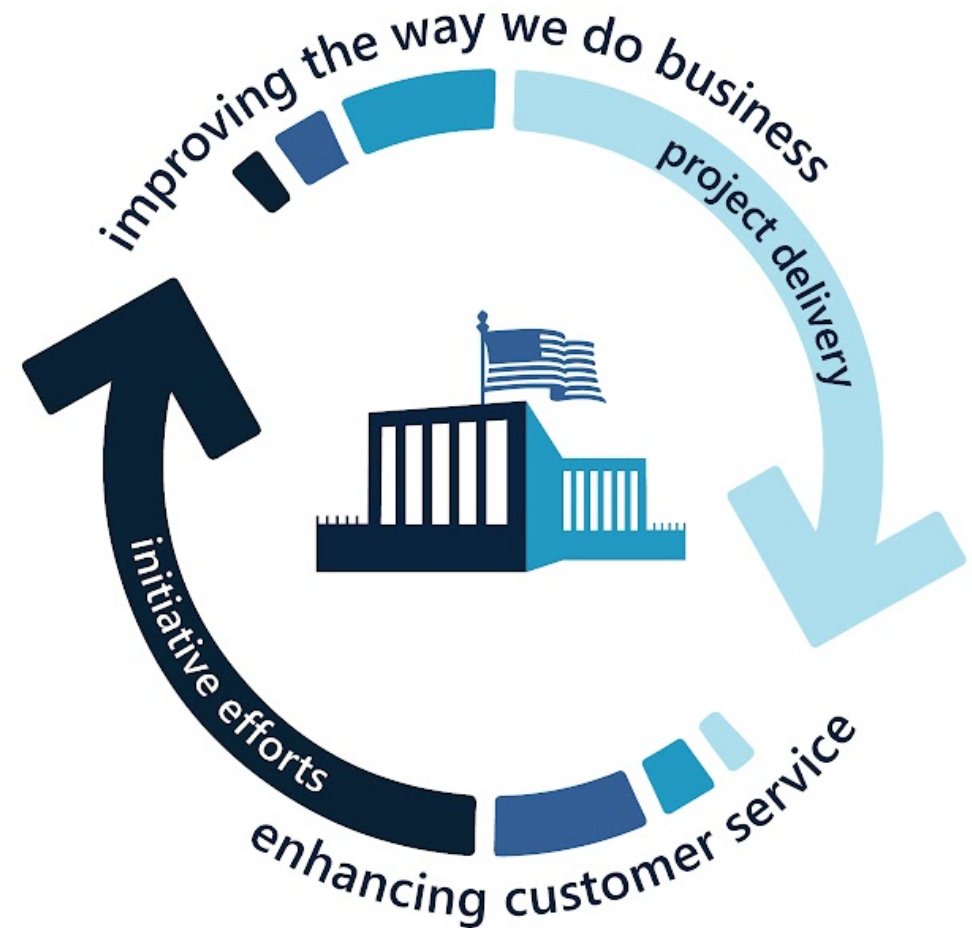 improving the way we do business
project delivery
initiative efforts
enhancing customer service